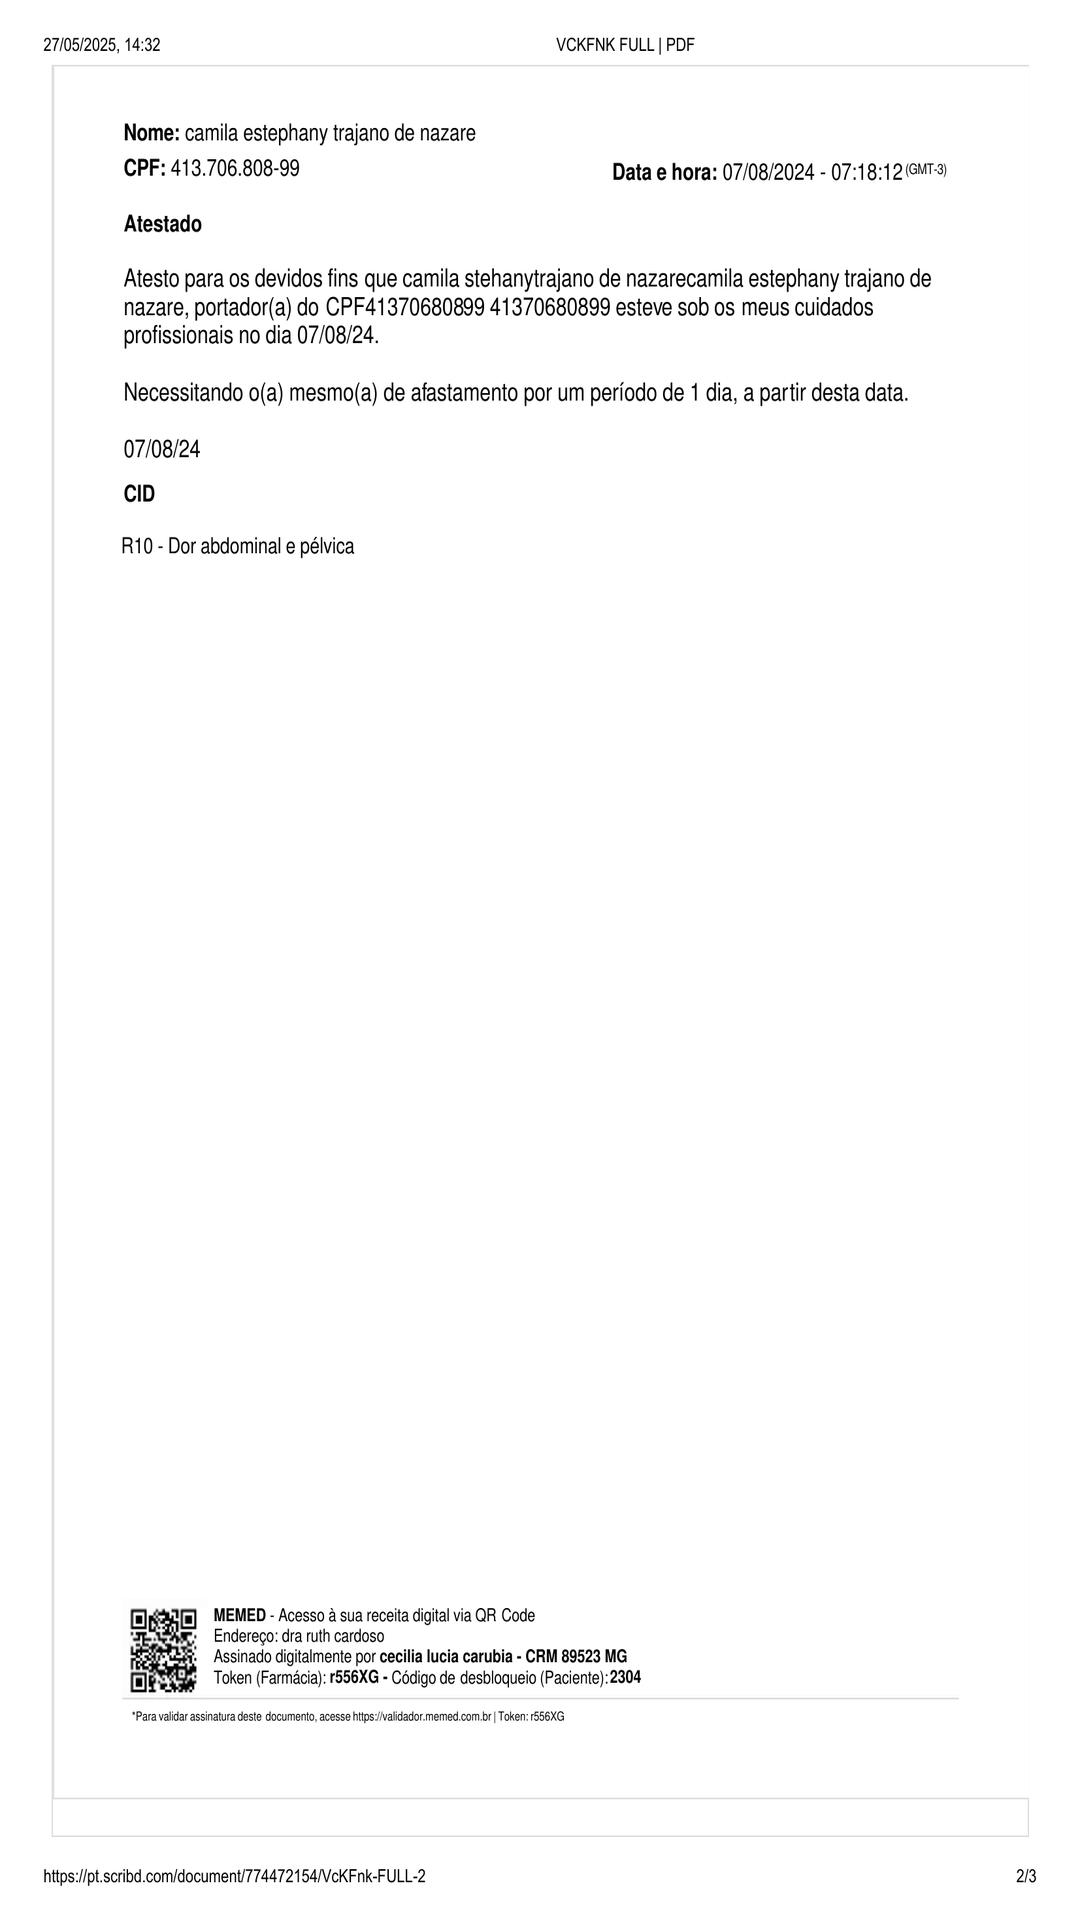 27/05/2025, 14:32 VCKFNK FULL | PDF
Nome: camila estephany trajano de nazare
CPF: 413.706.808-99
Data e hora: 07/08/2024 - 07:18:12 (GMT-3)
Atestado
Atesto para os devidos fins que camila stehanytrajano de nazarecamila estephany trajano de
nazare, portador(a) do CPF41370680899 41370680899 esteve sob os meus cuidados
profissionais no dia 07/08/24.
Necessitando o(a) mesmo(a) de afastamento por um período de 1 dia, a partir desta data.
07/08/24
CID
R10 - Dor abdominal e pélvica
MEMED - Acesso à sua receita digital via QR Code
Endereço: dra ruth cardoso
Assinado digitalmente por cecilia lucia carubia - CRM 89523 MG
Token (Farmácia): r556XG - Código de desbloqueio (Paciente): 2304
*Para validar assinatura deste documento, acesse https://validador.memed.com.br | Token: r556XG
https://pt.scribd.com/document/774472154/VcKFnk-FULL-2 2/3